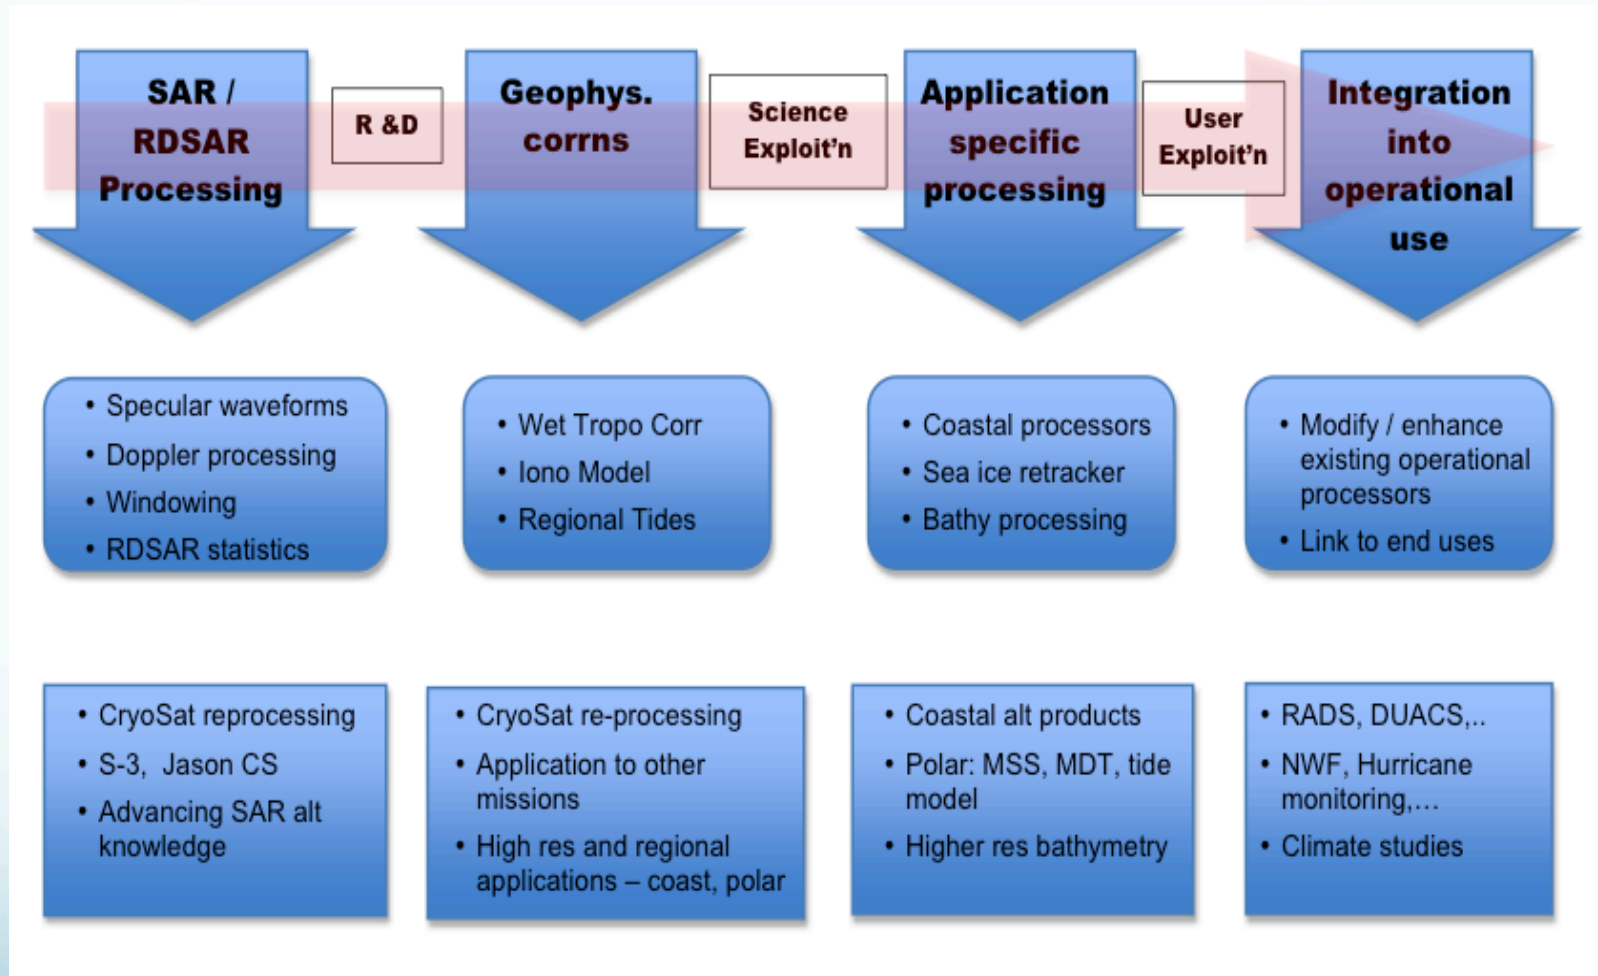 SAR /
RDSAR
Processing
R &D
Geophys.
corrns
Science
Exploit'n
Application
specific
processing
User
Exploit'n
Integration
into
operational
use
• Specular waveforms
• Doppler processing
• Windowing
• RDSAR statistics
• Wet Tropo Corr
• Iono Model
• Regional Tides
• Coastal processors
• Sea ice retracker
• Bathy processing
• Modify / enhance
existing operational
processors
• Link to end uses
• CryoSat reprocessing
• S-3, Jason CS
• Advancing SAR alt
knowledge
• CryoSat re-processing
• Application to other
missions
• High res and regional
applications – coast, polar
• Coastal alt products
• Polar: MSS, MDT, tide
model
• Higher res bathymetry
• RADS, DUACS,..
• NWF, Hurricane
monitoring,…
• Climate studies